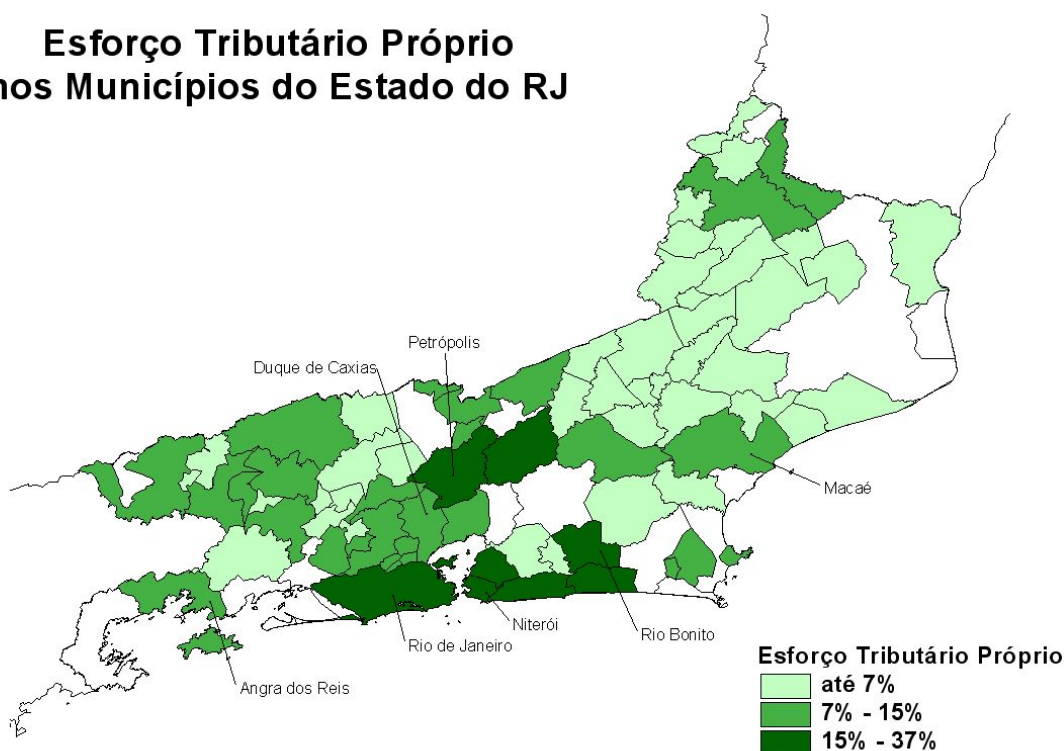 Esforço Tributário Próprio
nos Municípios do Estado do RJ
Petrópolis
Duque de Caxias
Macaé
Niterói
Rio Bonito
Rio de Janeiro
Angra dos Reis
Esforço Tributário Próprio
até 7%
7% - 15%
15% - 37%